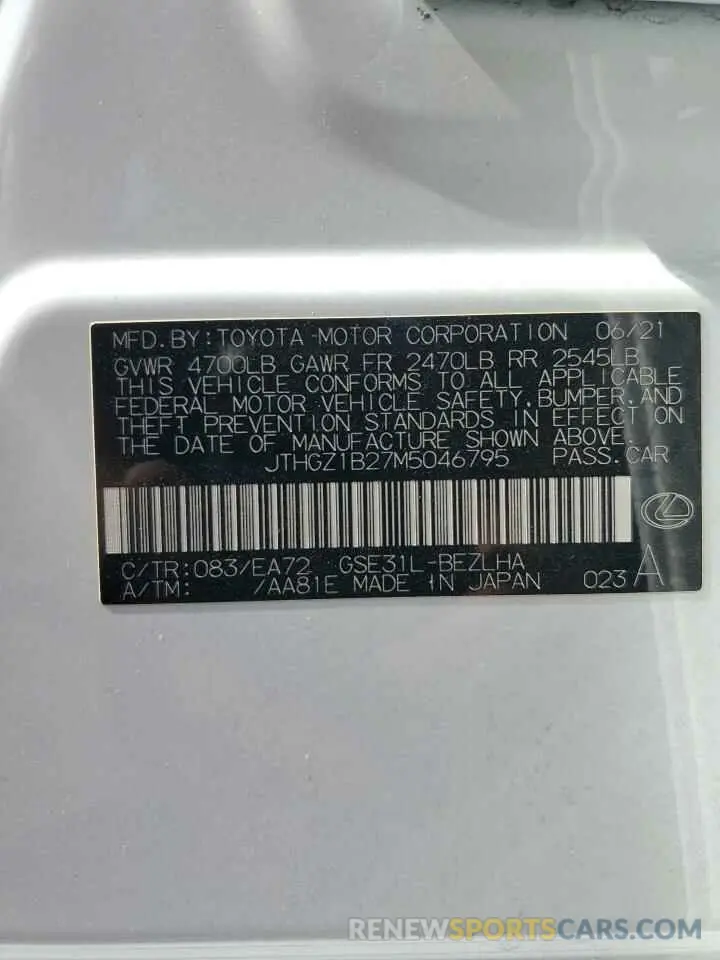 MFD. BY: TOYOTA MOTOR CORPORATION 06/21
GVWR 4700LB GAWR FR 2470LB RR 2545LB
THIS VEHICLE CONFORMS TO ALL APPLICABLE
FEDERAL MOTOR VEHICLE SAFETY, BUMPER, AND
THEFT PREVENTION STANDARDS IN EFFECT ON
THE DATE OF MANUFACTURE SHOWN ABOVE.
JTHGZ1B27M5046795 PASS. CAR
C/TR: 083/EA72 GSE31L-BEZLHA
A/TM: /AA81E MADE IN JAPAN 023 A
RENEWSPORTSCARS.COM